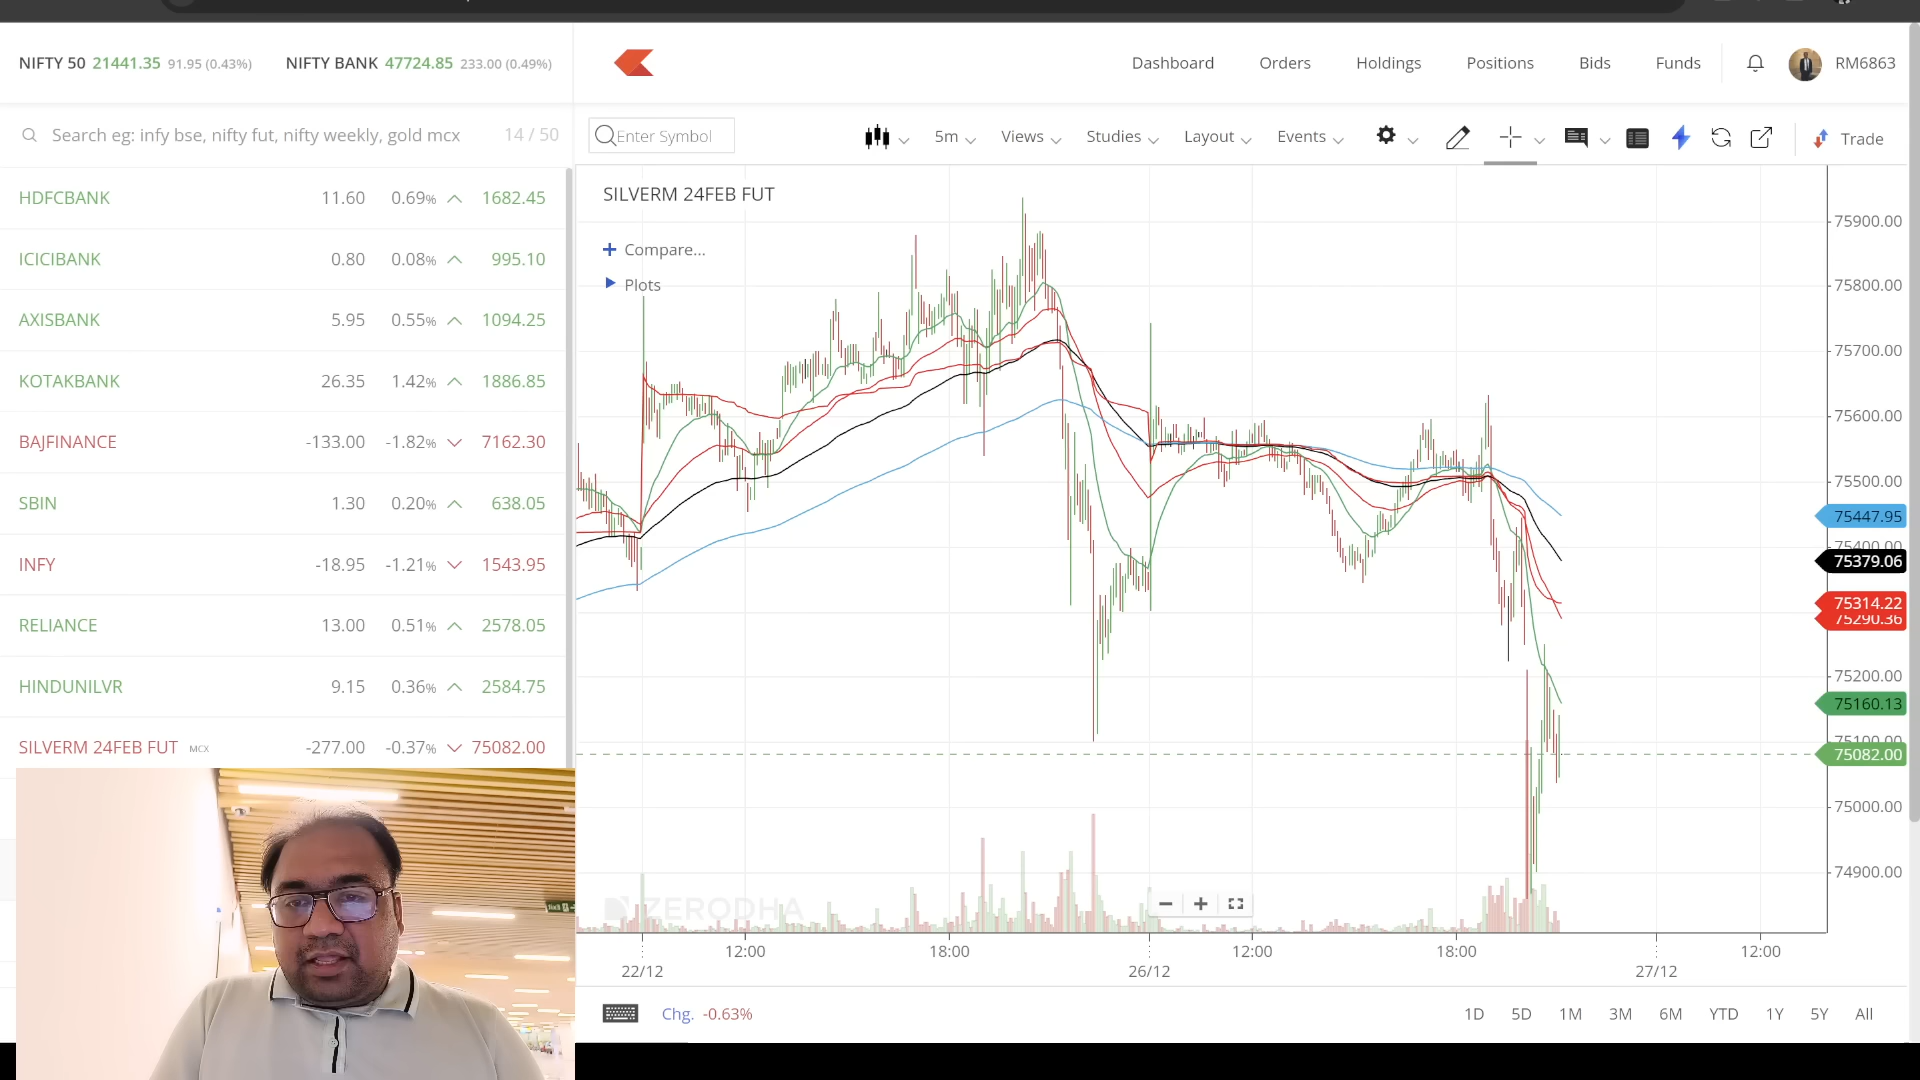 NIFTY 50 21441.35 91.95 (0.43%) NIFTY BANK 47724.85 233.00 (0.49%)
Dashboard Orders Holdings Positions Bids Funds RM6863
Search eg: infy bse, nifty fut, nifty weekly, gold mcx 14 / 50
Enter Symbol 5m Views Studies Layout Events Trade
HDFCBANK 11.60 0.69% 1682.45
ICICIBANK 0.80 0.08% 995.10
AXISBANK 5.95 0.55% 1094.25
KOTAKBANK 26.35 1.42% 1886.85
BAJFINANCE -133.00 -1.82% 7162.30
SBIN 1.30 0.20% 638.05
INFY -18.95 -1.21% 1543.95
RELIANCE 13.00 0.51% 2578.05
HINDUNILVR 9.15 0.36% 2584.75
SILVERM 24FEB FUT MCX -277.00 -0.37% 75082.00
SILVERM 24FEB FUT
+ Compare...
Plots
75900.00
75800.00
75700.00
75600.00
75500.00
75447.95
75400.00
75379.06
75314.22
75290.36
75200.00
75160.13
75100.00
75082.00
75000.00
74900.00
ZERODHA
12:00 18:00 12:00 18:00 12:00
22/12 26/12 27/12
Chg. -0.63% 1D 5D 1M 3M 6M YTD 1Y 5Y All